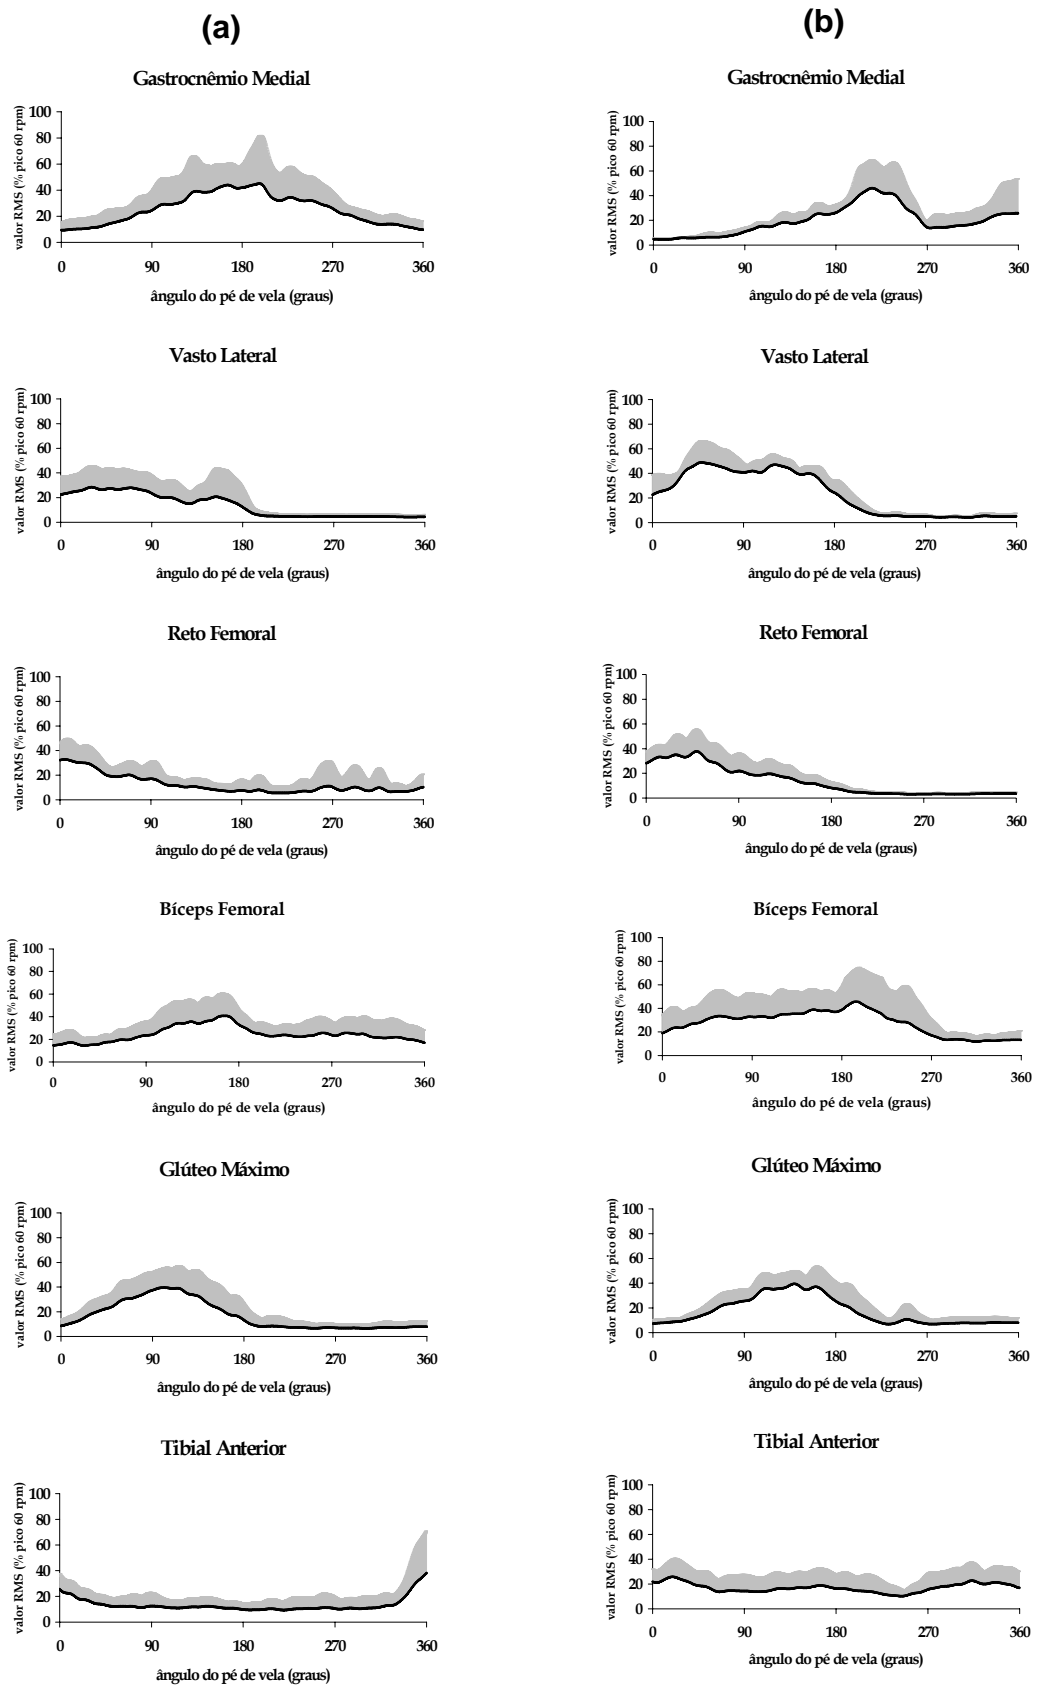 (a)
(b)
Gastrocnêmio Medial
valor RMS (% pico 60 rpm)
100
80
60
40
20
0
0 90 180 270 360
ângulo do pé de vela (graus)
Gastrocnêmio Medial
valor RMS (% pico 60 rpm)
100
80
60
40
20
0
0 90 180 270 360
ângulo do pé de vela (graus)
Vasto Lateral
valor RMS (% pico 60 rpm)
100
80
60
40
20
0
0 90 180 270 360
ângulo do pé de vela (graus)
Vasto Lateral
valor RMS (% pico 60 rpm)
100
80
60
40
20
0
0 90 180 270 360
ângulo do pé de vela (graus)
Reto Femoral
valor RMS (% pico 60 rpm)
100
80
60
40
20
0
0 90 180 270 360
ângulo do pé de vela (graus)
Reto Femoral
valor RMS (% pico 60 rpm)
100
80
60
40
20
0
0 90 180 270 360
ângulo do pé de vela (graus)
Bíceps Femoral
valor RMS (% pico 60 rpm)
100
80
60
40
20
0
0 90 180 270 360
ângulo do pé de vela (graus)
Bíceps Femoral
valor RMS (% pico 60 rpm)
100
80
60
40
20
0
0 90 180 270 360
ângulo do pé de vela (graus)
Glúteo Máximo
valor RMS (% pico 60 rpm)
100
80
60
40
20
0
0 90 180 270 360
ângulo do pé de vela (graus)
Glúteo Máximo
valor RMS (% pico 60 rpm)
100
80
60
40
20
0
0 90 180 270 360
ângulo do pé de vela (graus)
Tibial Anterior
valor RMS (% pico 60 rpm)
100
80
60
40
20
0
0 90 180 270 360
ângulo do pé de vela (graus)
Tibial Anterior
valor RMS (% pico 60 rpm)
100
80
60
40
20
0
0 90 180 270 360
ângulo do pé de vela (graus)